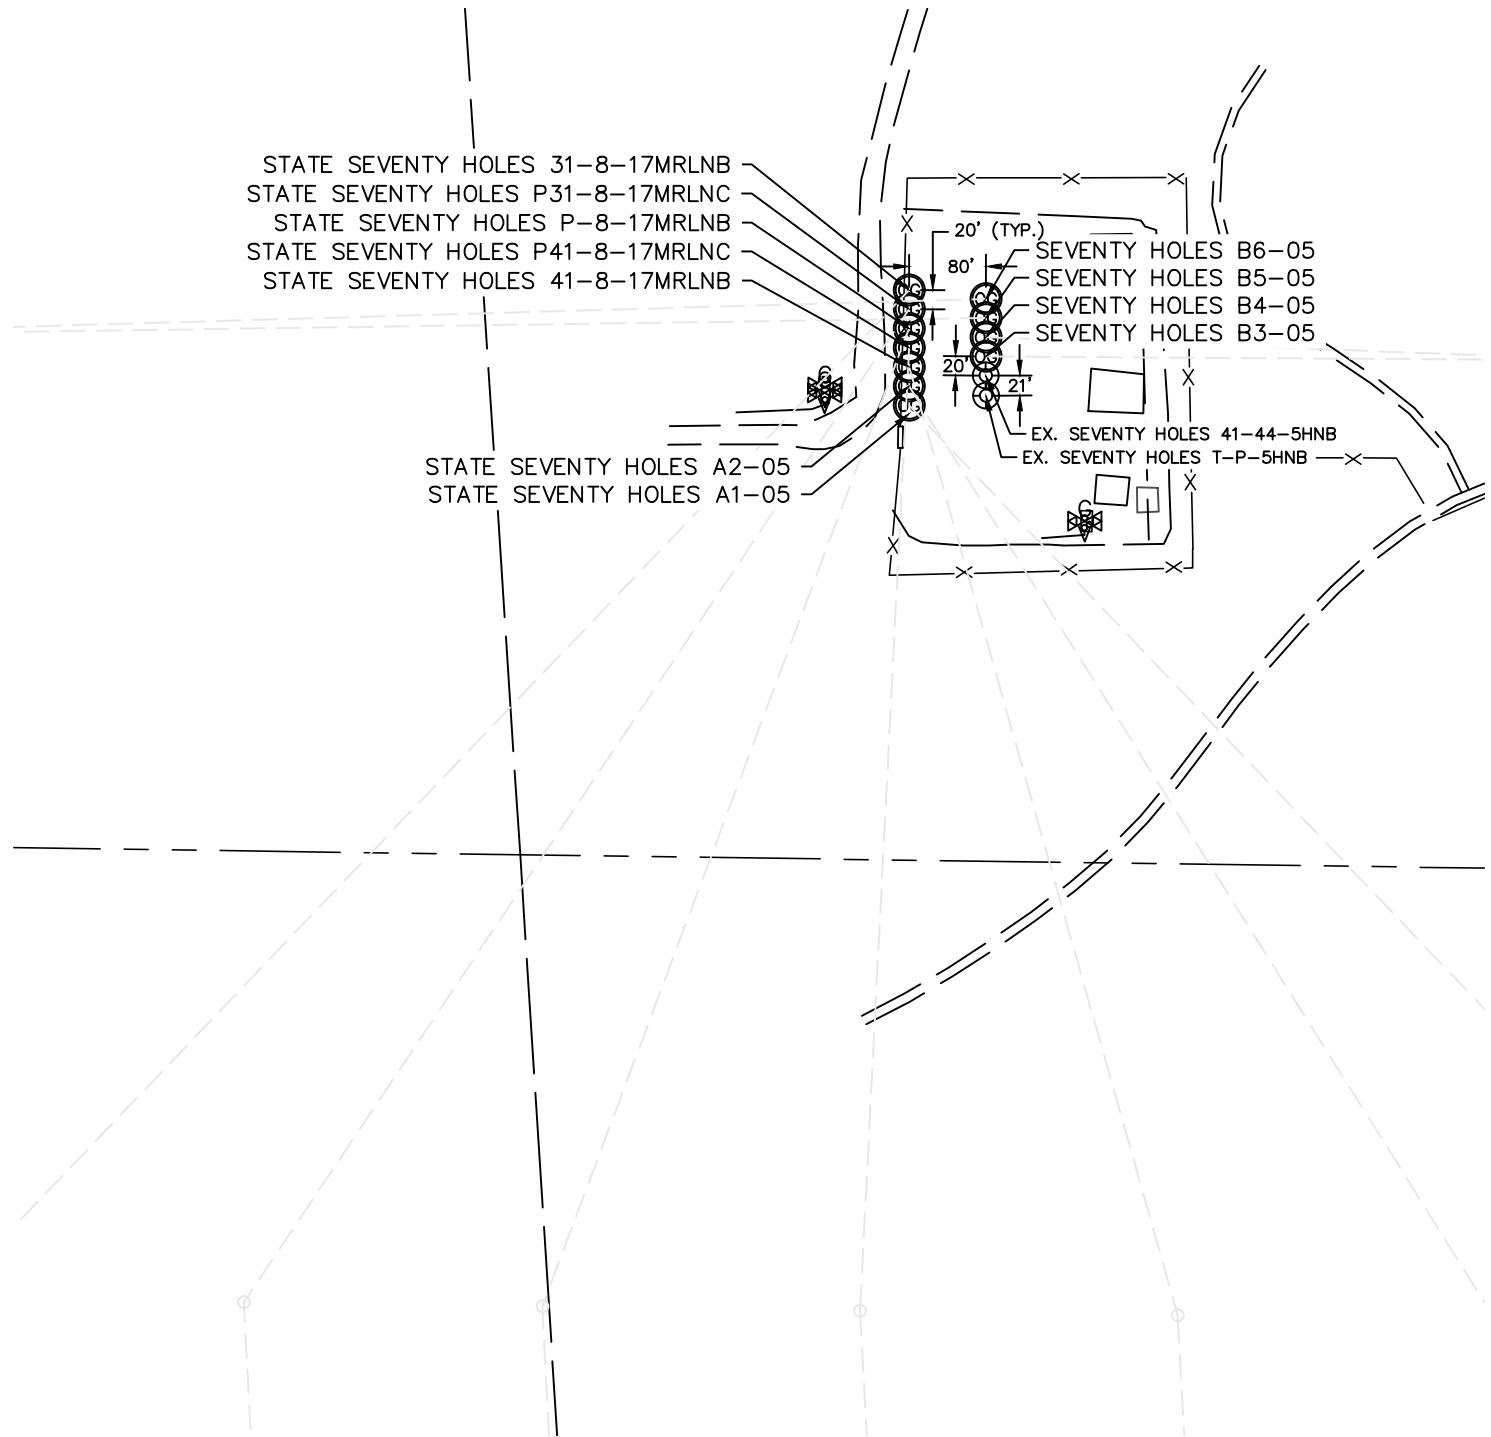 STATE SEVENTY HOLES 31-8-17MRLNB
STATE SEVENTY HOLES P31-8-17MRLNC
STATE SEVENTY HOLES P-8-17MRLNB
STATE SEVENTY HOLES P41-8-17MRLNC
STATE SEVENTY HOLES 41-8-17MRLNB
20' (TYP.)
80'
SEVENTY HOLES B6-05
SEVENTY HOLES B5-05
SEVENTY HOLES B4-05
SEVENTY HOLES B3-05
20'
21'
EX. SEVENTY HOLES 41-44-5HNB
EX. SEVENTY HOLES T-P-5HNB
STATE SEVENTY HOLES A2-05
STATE SEVENTY HOLES A1-05